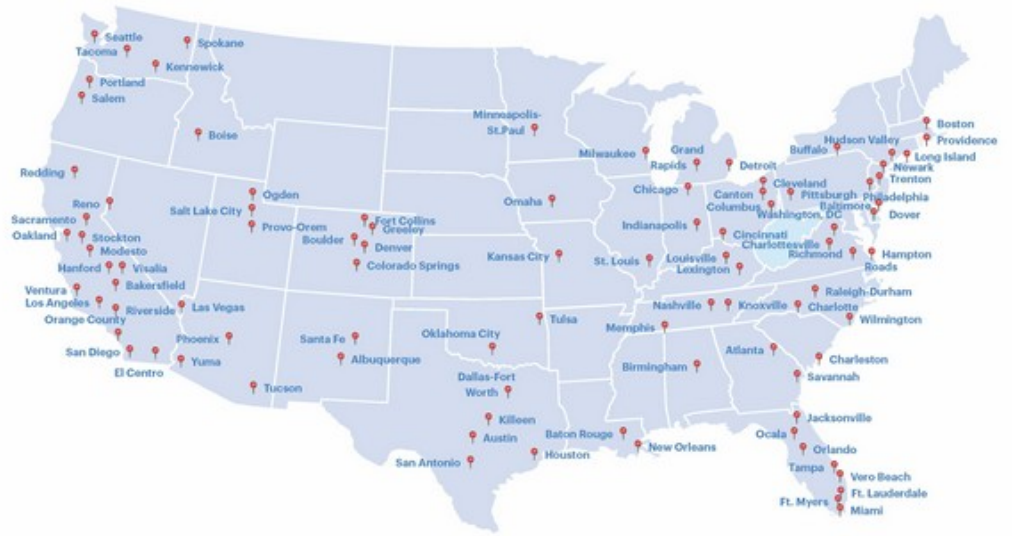 Seattle
Tacoma
Spokane
Kennewick
Portland
Salem
Boise
Minneapolis-
St.Paul
Milwaukee
Grand
Rapids
Detroit
Buffalo
Hudson Valley
Boston
Providence
Long Island
Newark
Trenton
Philadelphia
Baltimore
Dover
Redding
Reno
Sacramento
Oakland
Stockton
Modesto
Hanford
Visalia
Bakersfield
Ventura
Los Angeles
Riverside
Orange County
San Diego
El Centro
Yuma
Las Vegas
Phoenix
Tucson
Ogden
Salt Lake City
Provo-Orem
Fort Collins
Greeley
Boulder
Denver
Colorado Springs
Santa Fe
Albuquerque
Omaha
Kansas City
St. Louis
Tulsa
Oklahoma City
Dallas-Fort
Worth
Killeen
Austin
San Antonio
Houston
Baton Rouge
New Orleans
Chicago
Indianapolis
Canton
Cleveland
Columbus
Pittsburgh
Washington, DC
Cincinnati
Charlottesville
Richmond
Hampton
Roads
Louisville
Lexington
Nashville
Knoxville
Memphis
Raleigh-Durham
Charlotte
Wilmington
Birmingham
Atlanta
Charleston
Savannah
Jacksonville
Ocala
Orlando
Tampa
Vero Beach
Ft. Lauderdale
Ft. Myers
Miami